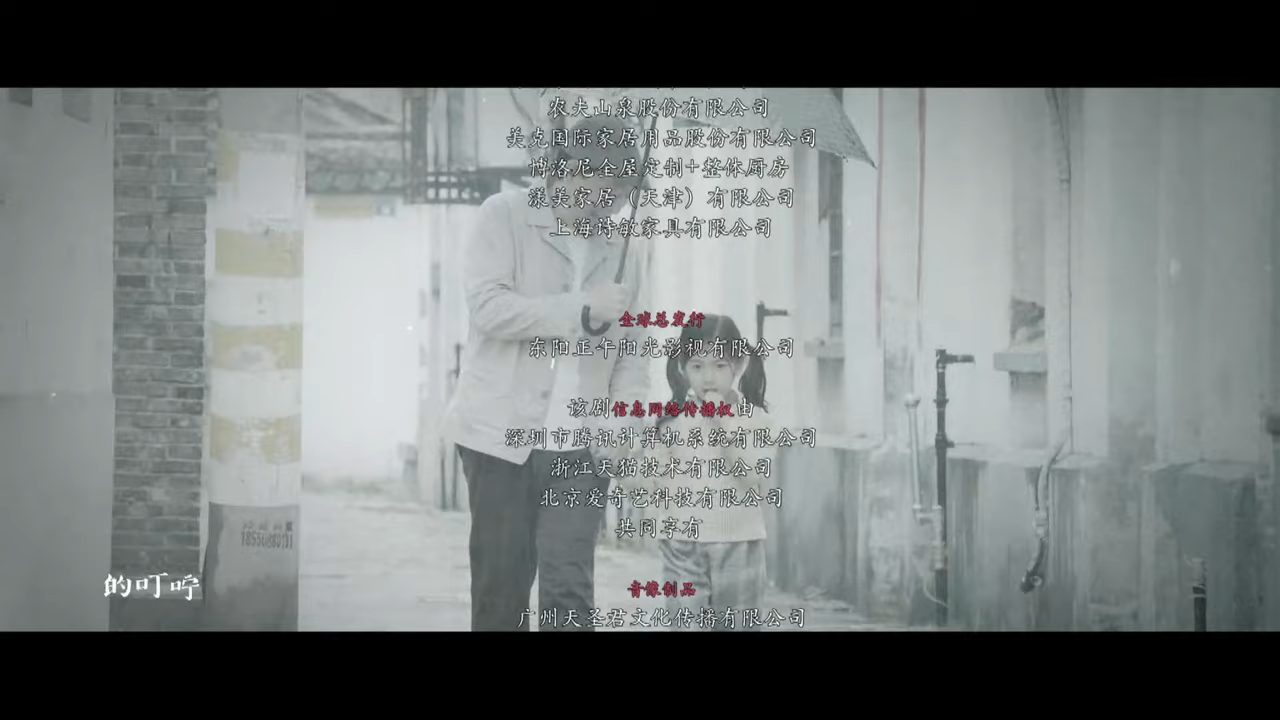 农夫山泉股份有限公司
美克国际家居用品股份有限公司
博洛尼全屋定制+整体厨房
漾美家居（天津）有限公司
上海诗敏家具有限公司
全球总发行
东阳正午阳光影视有限公司
该剧信息网络传播权由
深圳市腾讯计算机系统有限公司
浙江天猫技术有限公司
北京爱奇艺科技有限公司
共同享有
的叮咛
音像制品
广州天圣君文化传播有限公司